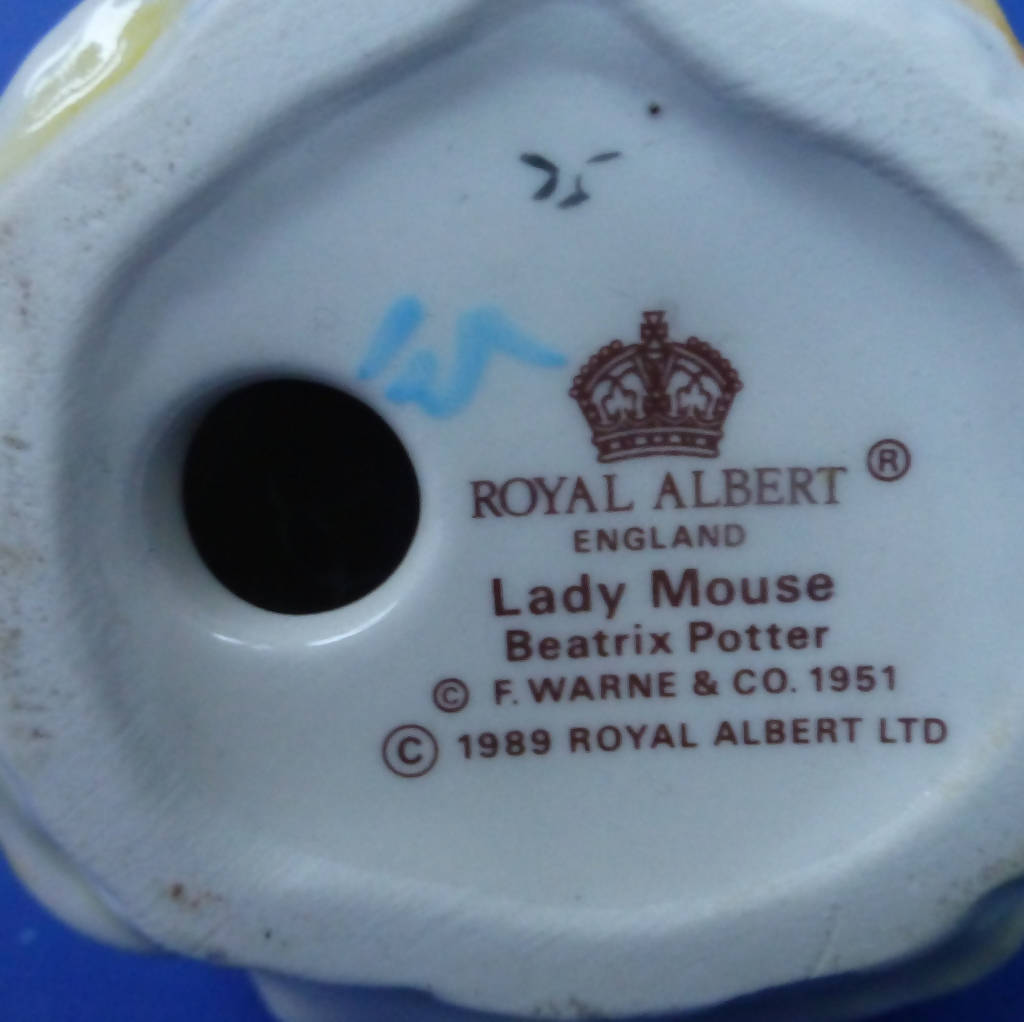 ROYAL ALBERT ®
ENGLAND
Lady Mouse
Beatrix Potter
© F. WARNE & CO. 1951
© 1989 ROYAL ALBERT LTD